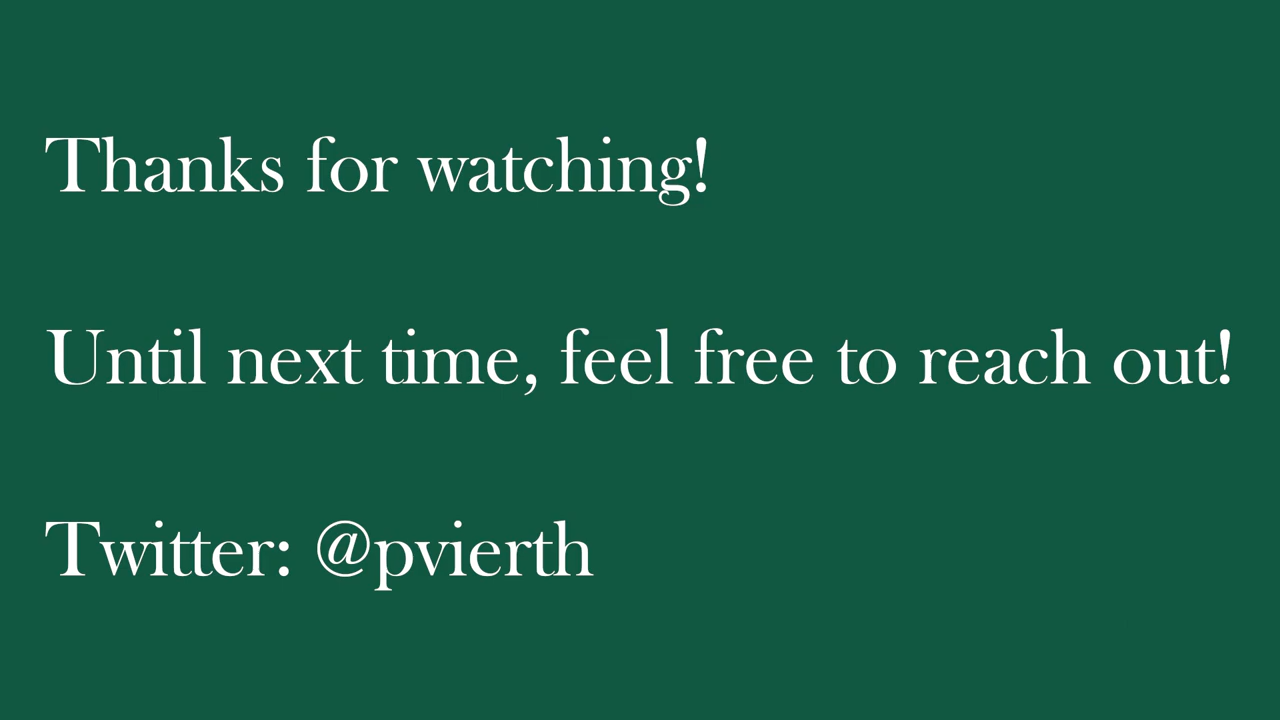 Thanks for watching!
Until next time, feel free to reach out!
Twitter: @pvierth